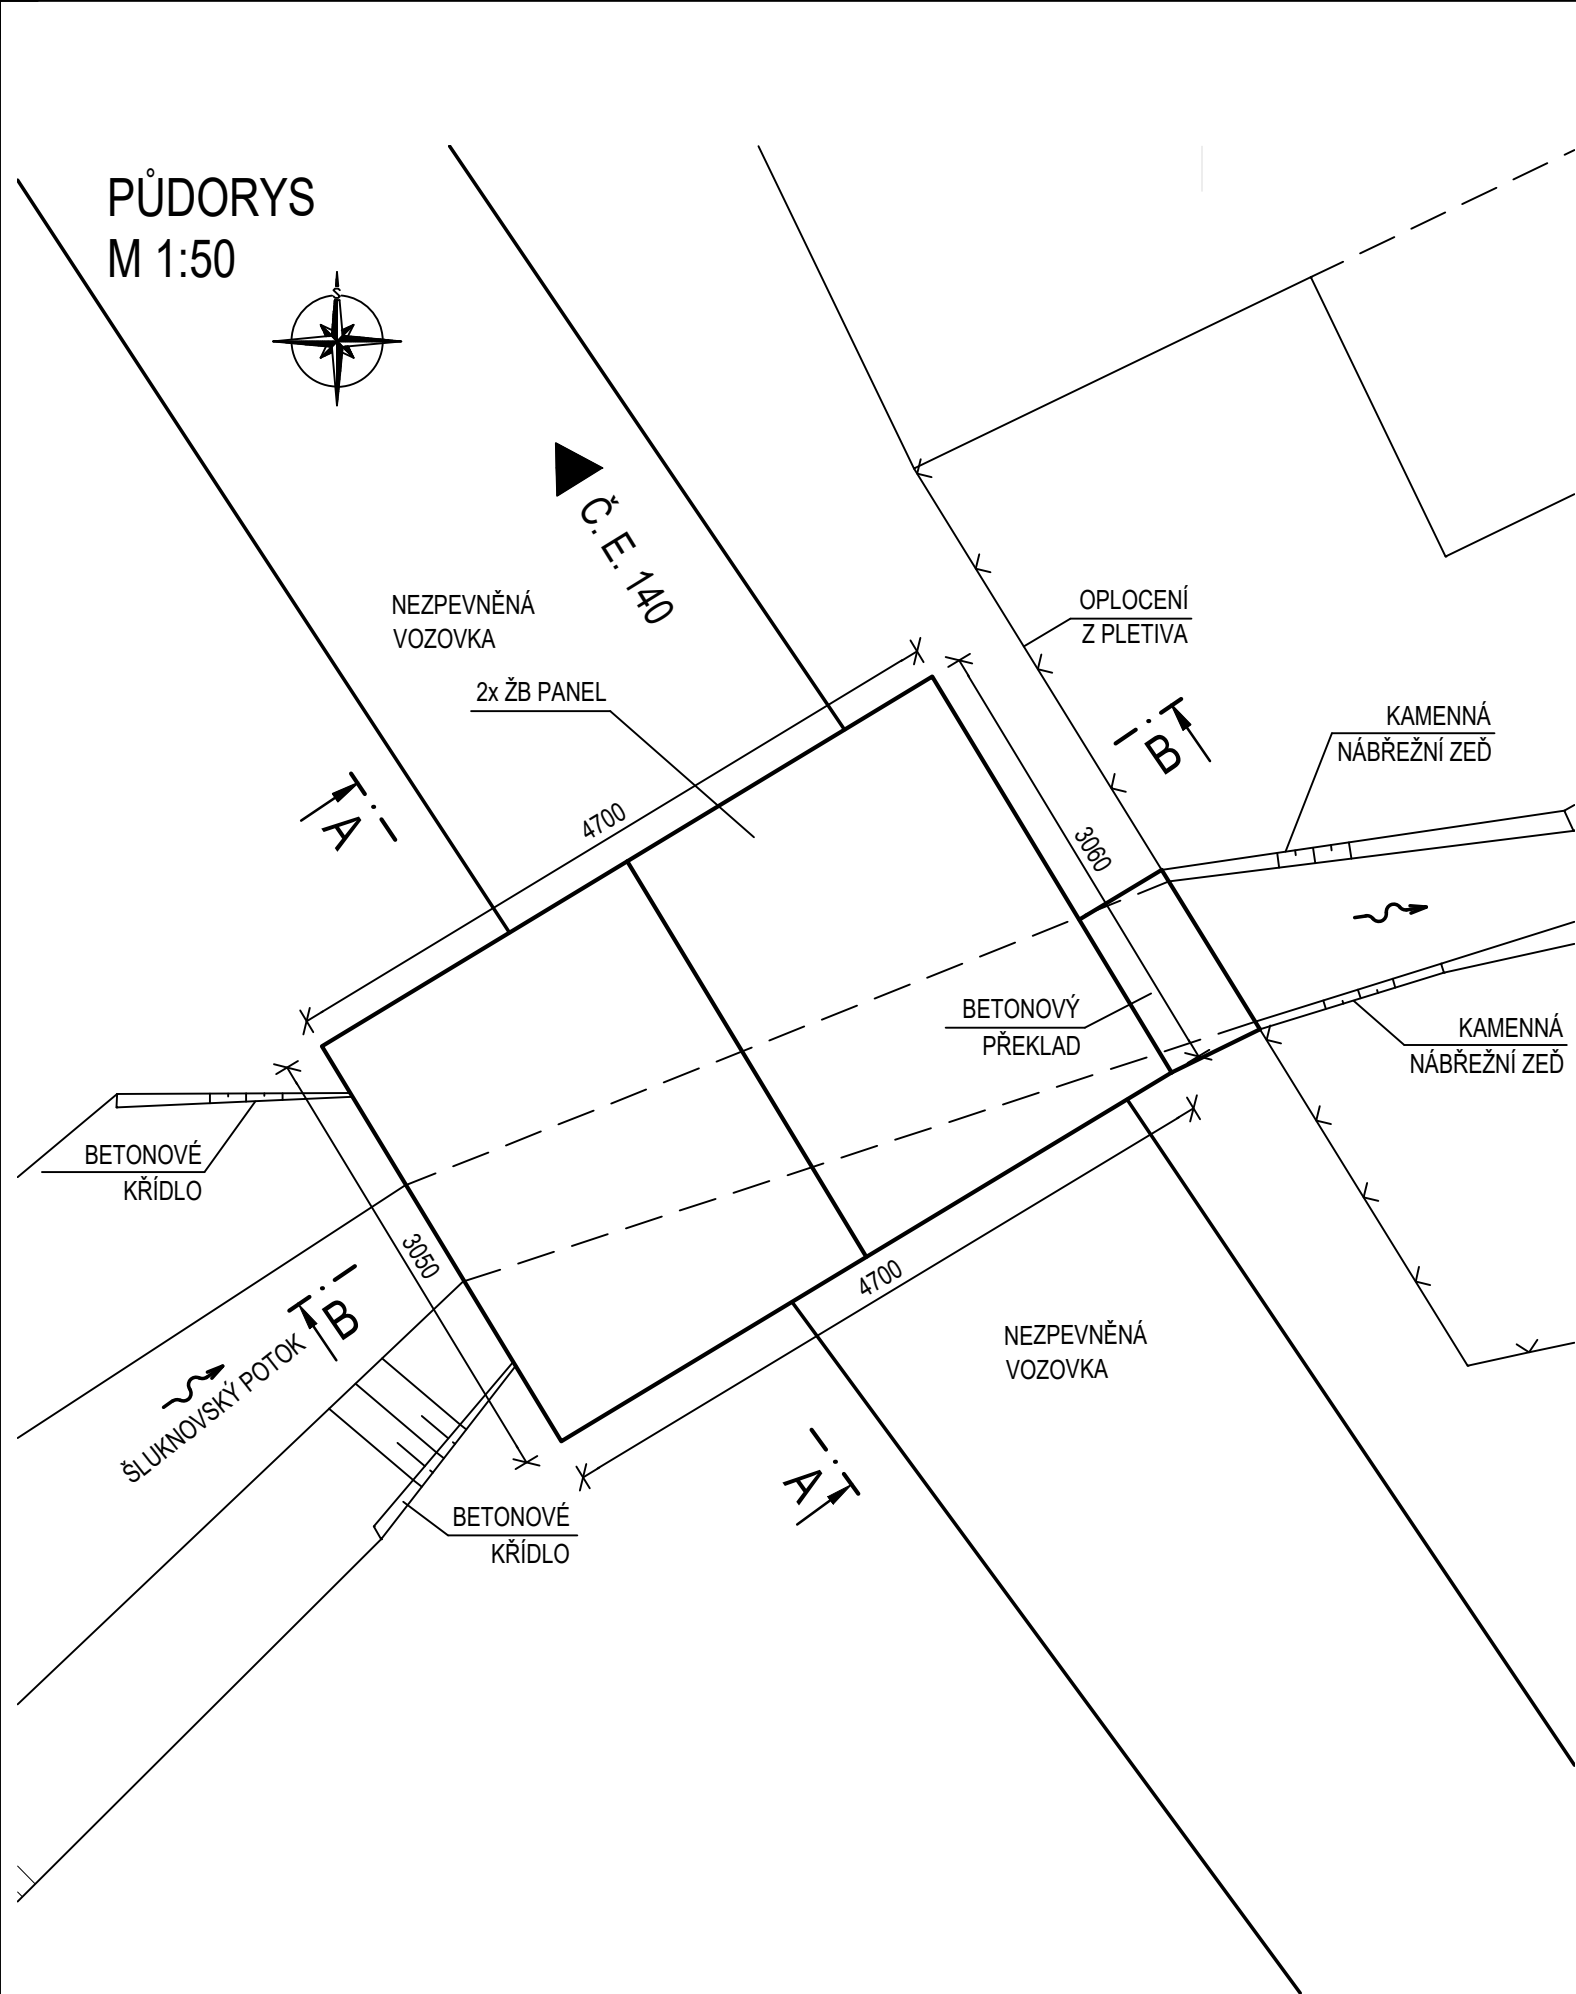 PŮDORYS
M 1:50
S
Č. E. 140
NEZPEVNĚNÁ
VOZOVKA
2x ŽB PANEL
OPLOCENÍ
Z PLETIVA
B
KAMENNÁ
NÁBŘEŽNÍ ZEĎ
A
4700
3060
BETONOVÝ
PŘEKLAD
KAMENNÁ
NÁBŘEŽNÍ ZEĎ
BETONOVÉ
KŘÍDLO
3050
4700
B
ŠLUKNOVSKÝ POTOK
NEZPEVNĚNÁ
VOZOVKA
A
BETONOVÉ
KŘÍDLO